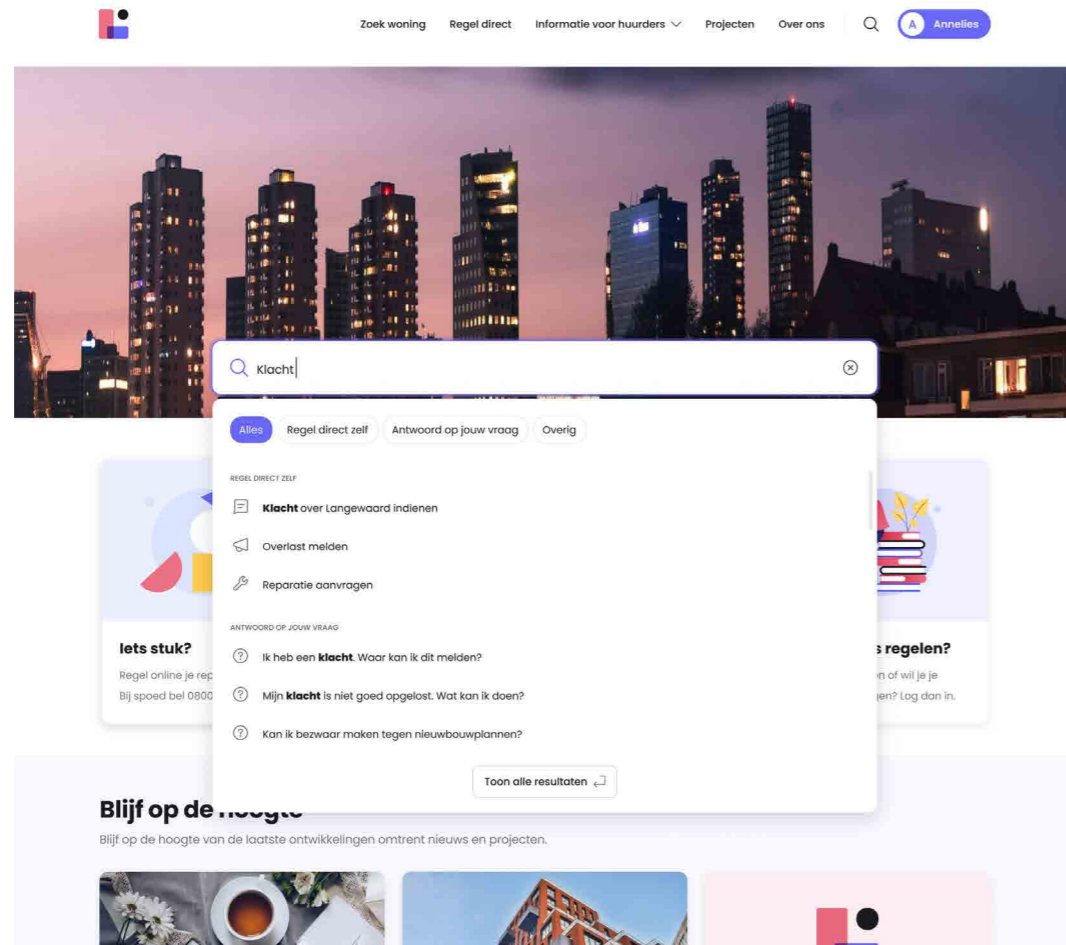 Zoek woning
Regel direct
Informatie voor huurders
Projecten
Over ons
A
Annelies
Klacht
Alles
Regel direct zelf
Antwoord op jouw vraag
Overig
REGEL DIRECT ZELF
Klacht over Langewaard indienen
Overlast melden
Reparatie aanvragen
ANTWOORD OP JOUW VRAAG
Ik heb een klacht. Waar kan ik dit melden?
Mijn klacht is niet goed opgelost. Wat kan ik doen?
Kan ik bezwaar maken tegen nieuwbouwplannen?
Toon alle resultaten
Iets stuk?
Regel online je
Bij spoed bel
regelen?
of wil je je
Log dan in.
Blijf op de hoogte
Blijf op de hoogte van de laatste ontwikkelingen omtrent nieuws en projecten.